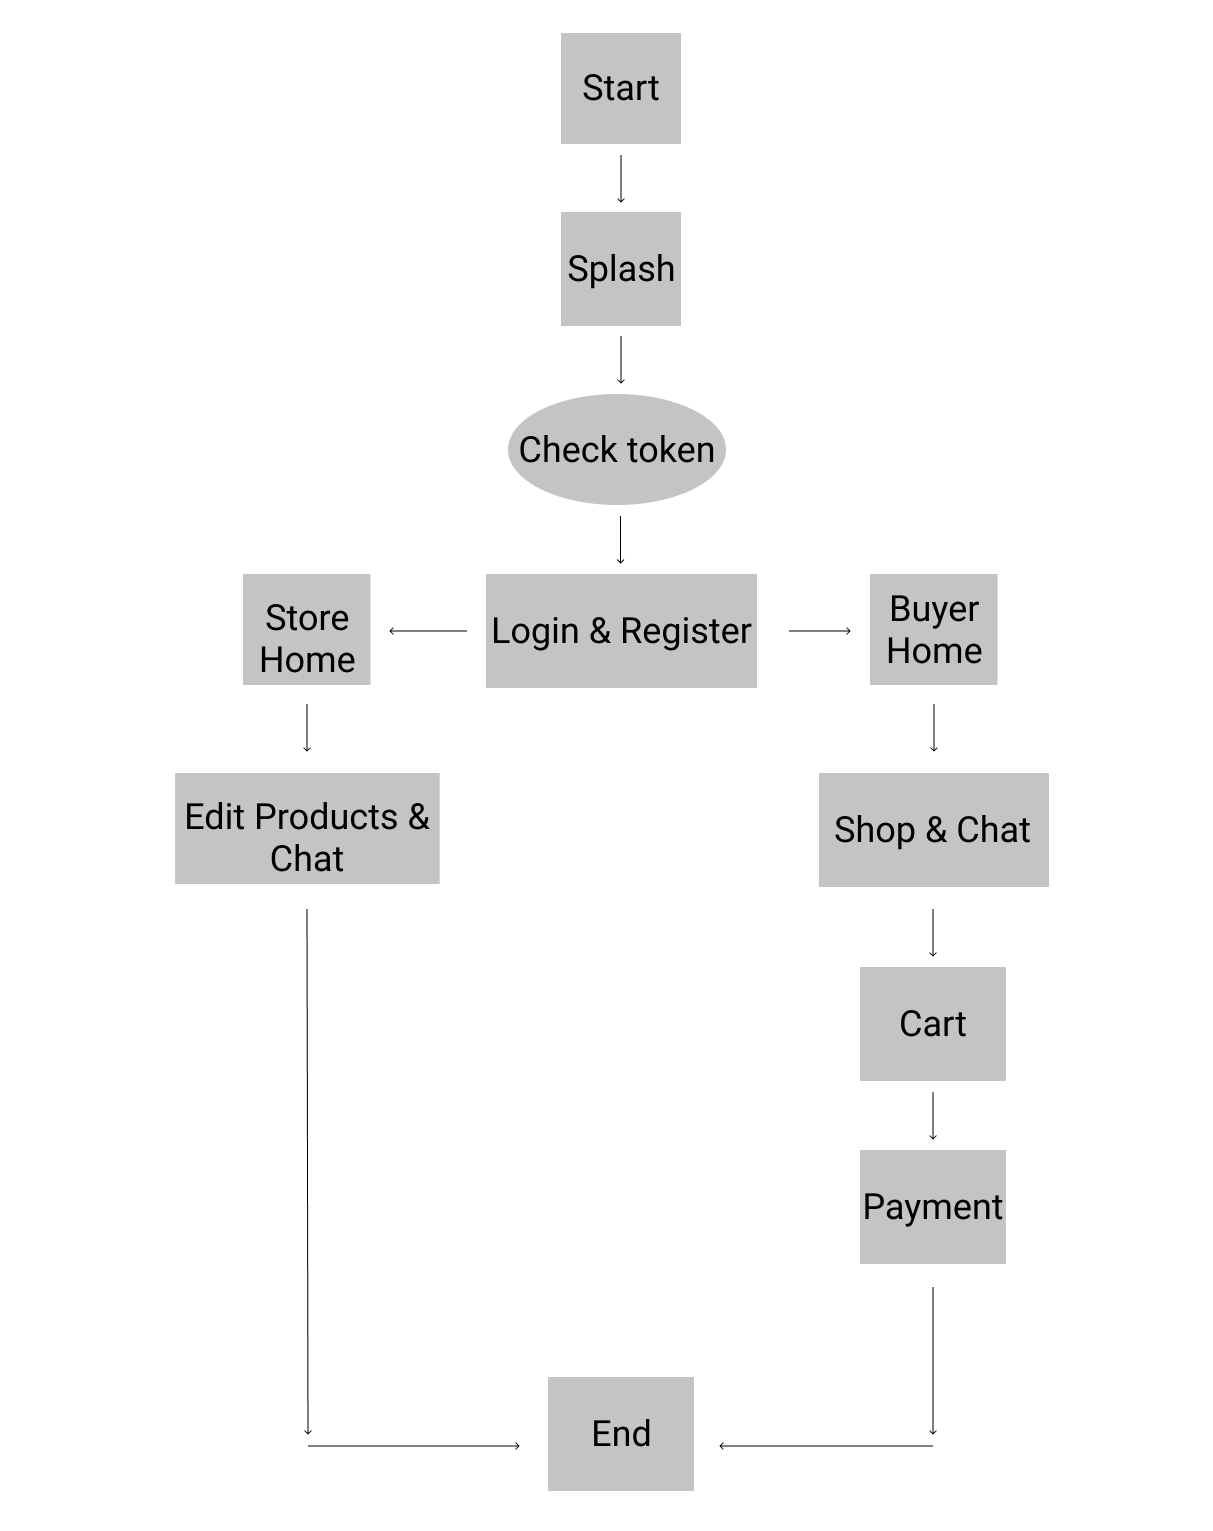 Start
Splash
Check token
Store
Home
Login & Register
Buyer
Home
Edit Products &
Chat
Shop & Chat
Cart
Payment
End